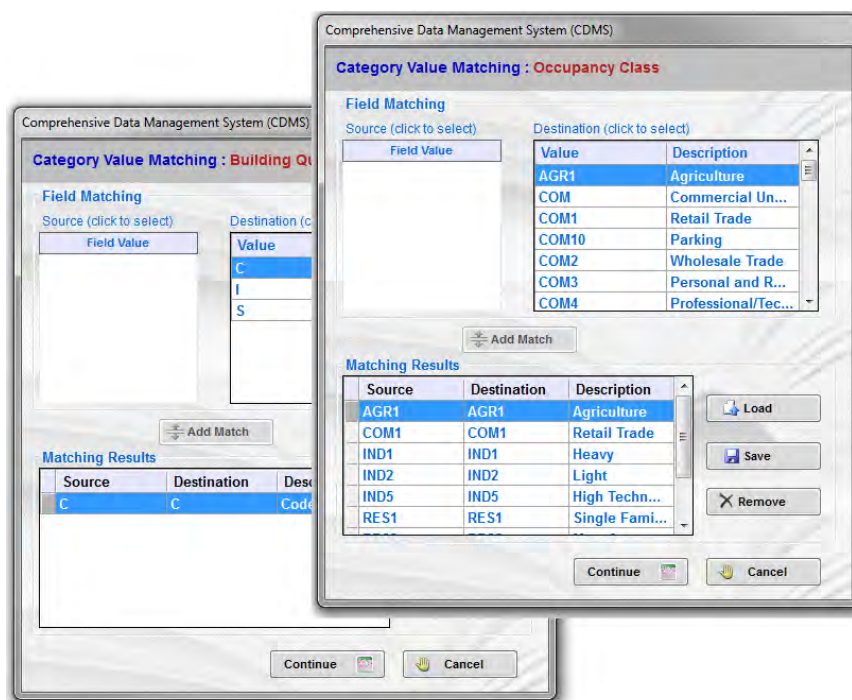 Comprehensive Data Management System (CDMS)
Category Value Matching : Occupancy Class
Field Matching
Source (click to select) Destination (click to select)
Field Value Value Description
AGR1 Agriculture
COM Commercial Un...
COM1 Retail Trade
COM10 Parking
COM2 Wholesale Trade
COM3 Personal and R...
COM4 Professional/Tec...
Add Match
Matching Results
Source Destination Description
AGR1 AGR1 Agriculture
COM1 COM1 Retail Trade
IND1 IND1 Heavy
IND2 IND2 Light
IND5 IND5 High Techn...
RES1 RES1 Single Fami...
Load
Save
Remove
Continue Cancel
Comprehensive Data Management System (CDMS)
Category Value Matching : Building Qu
Field Matching
Source (click to select) Destination (c
Field Value Value
C
I
S
Add Match
Matching Results
Source Destination Desc
C C Code
Continue Cancel